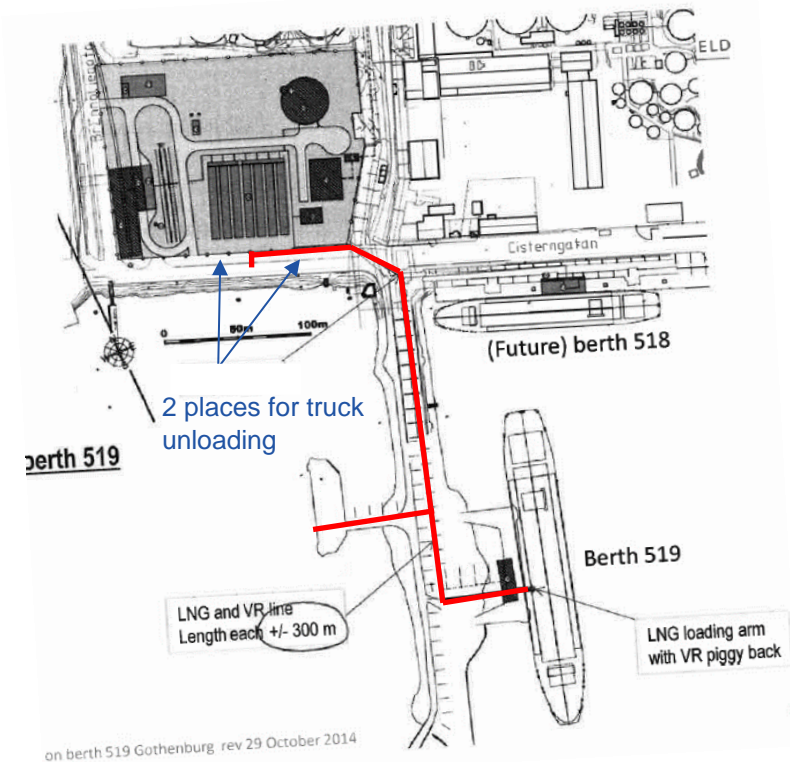 ELD
Cisterngatan
0 50m 100m
(Future) berth 518
2 places for truck
unloading
berth 519
Berth 519
LNG and VR line
Length each +/- 300 m
LNG loading arm
with VR piggy back
on berth 519 Gothenburg rev 29 October 2014